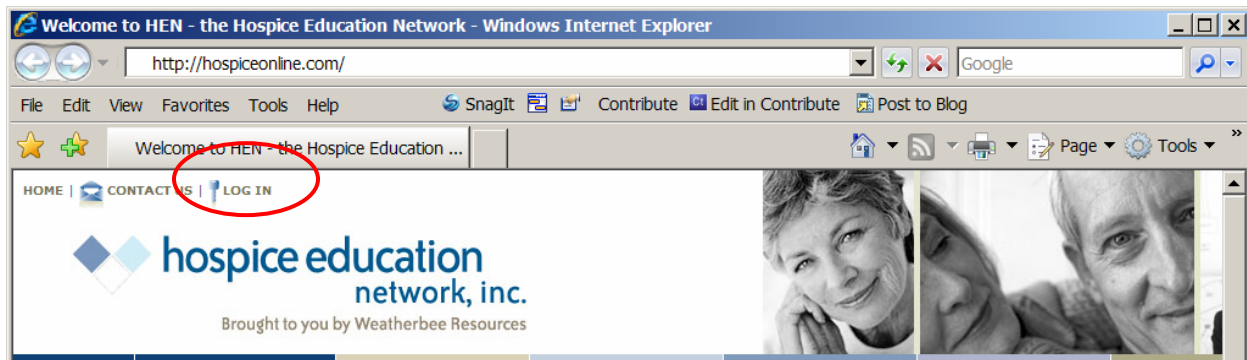 Welcome to HEN - the Hospice Education Network - Windows Internet Explorer
http://hospiceonline.com/
Google
File Edit View Favorites Tools Help SnagIt Contribute Edit in Contribute Post to Blog
Welcome to HEN - the Hospice Education ...
Page Tools »
HOME | CONTACT US | LOG IN
hospice education
network, inc.
Brought to you by Weatherbee Resources